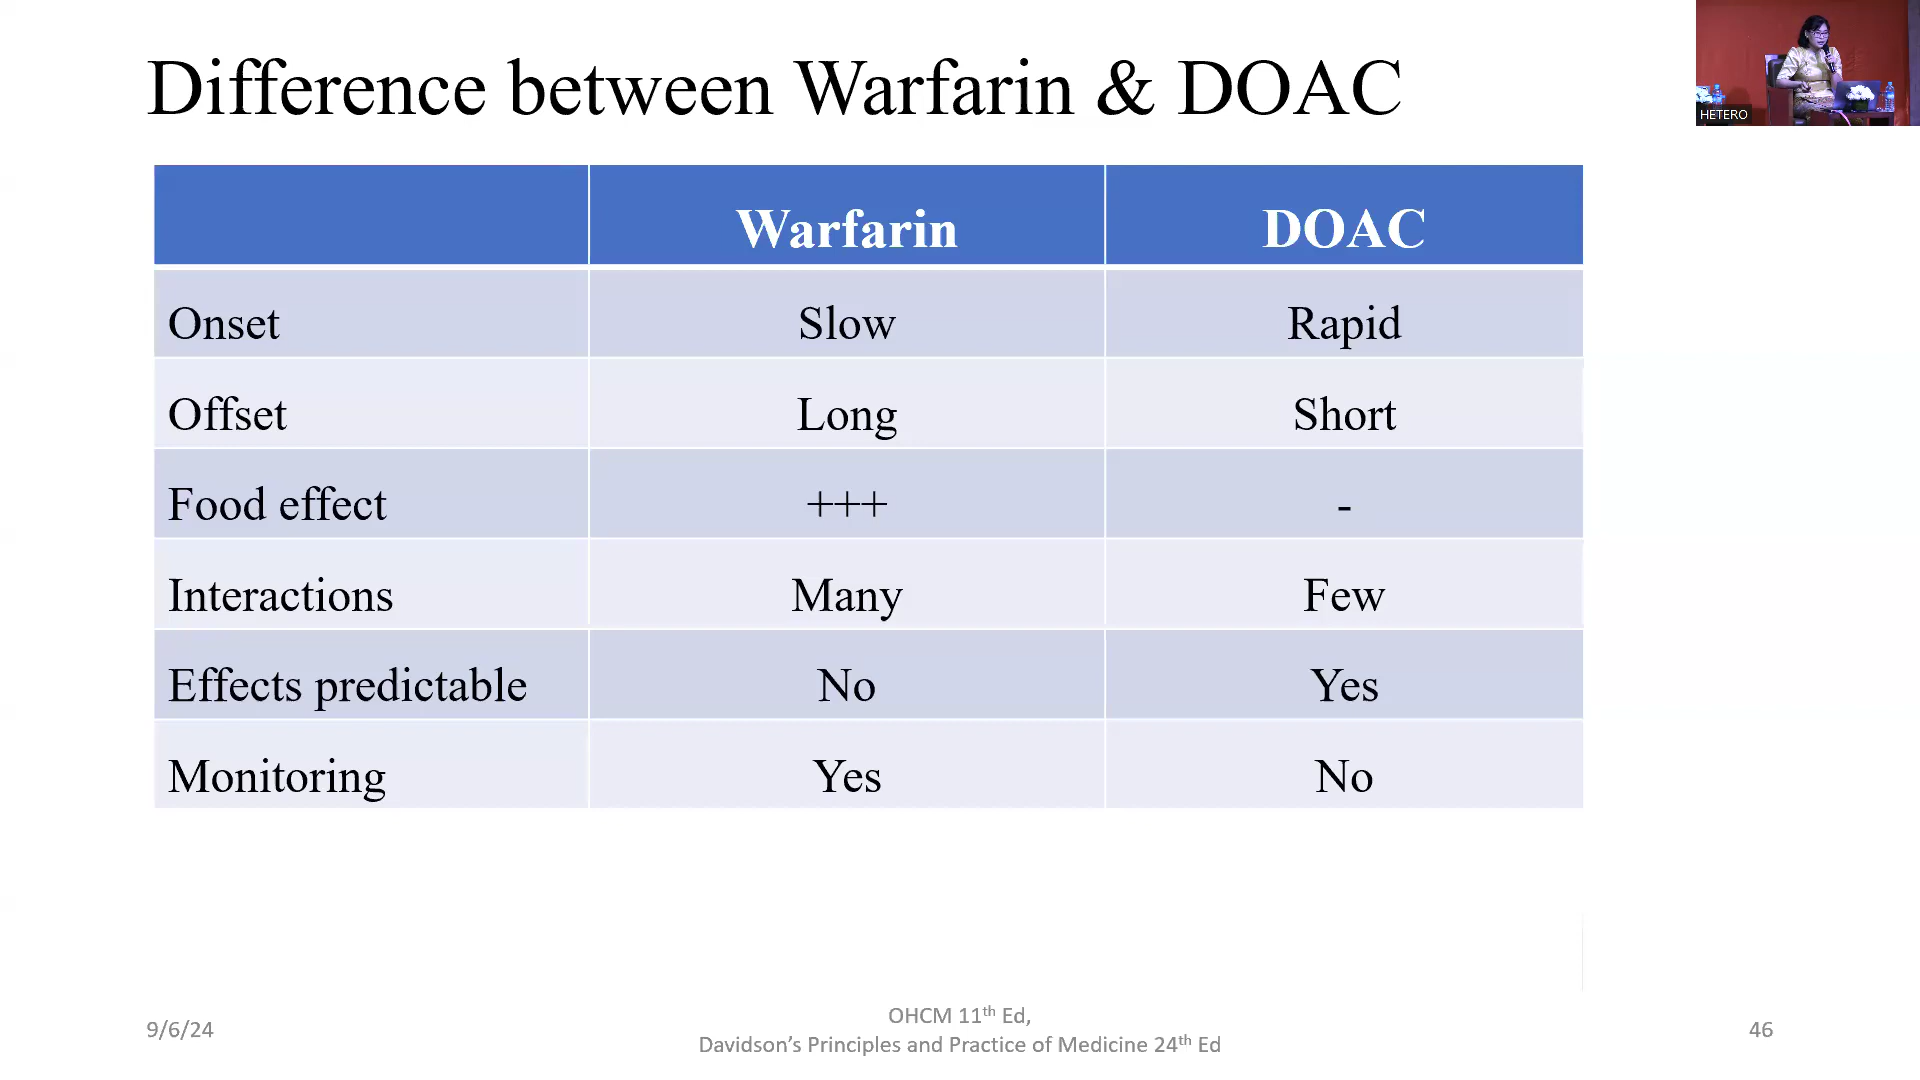 Difference between Warfarin & DOAC
HETERO
Warfarin DOAC
Onset Slow Rapid
Offset Long Short
Food effect +++ -
Interactions Many Few
Effects predictable No Yes
Monitoring Yes No
9/6/24
OHCM 11th Ed,
Davidson’s Principles and Practice of Medicine 24th Ed
46